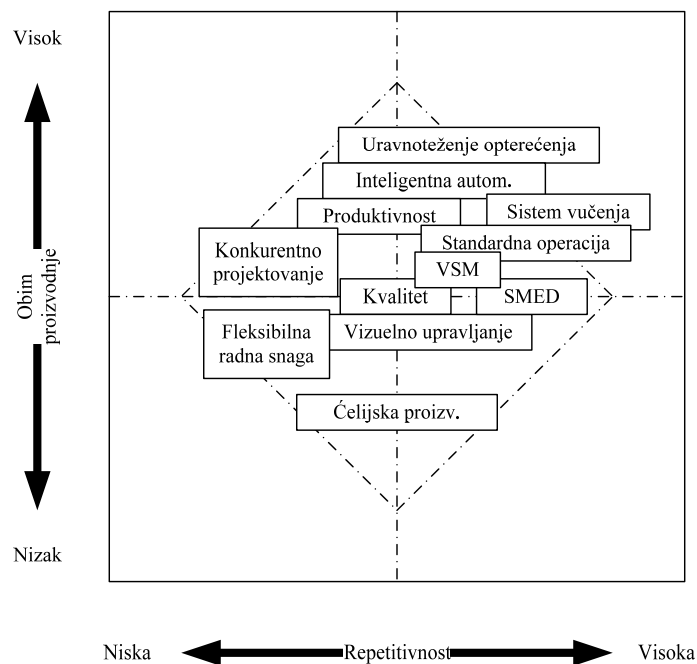 Visok
Uravnoteženje opterećenja
Inteligentna autom.
Produktivnost
Sistem vučenja
Konkurentno
projektovanje
Standardna operacija
VSM
Obim
proizvodnje
Kvalitet
SMED
Fleksibilna
radna snaga
Vizuelno upravljanje
Ćelijska proizv.
Nizak
Niska
Repetitivnost
Visoka